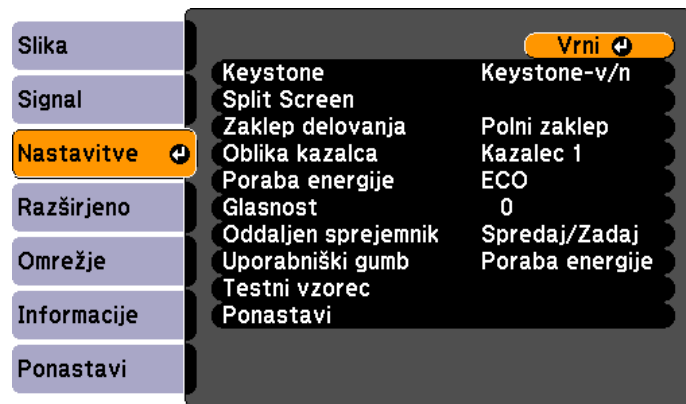 Slika
Signal
Nastavitve
Razširjeno
Omrežje
Informacije
Ponastavi
Vrni
Keystone Keystone-v/n
Split Screen
Zaklep delovanja Polni zaklep
Oblika kazalca Kazalec 1
Poraba energije ECO
Glasnost 0
Oddaljen sprejemnik Spredaj/Zadaj
Uporabniški gumb Poraba energije
Testni vzorec
Ponastavi